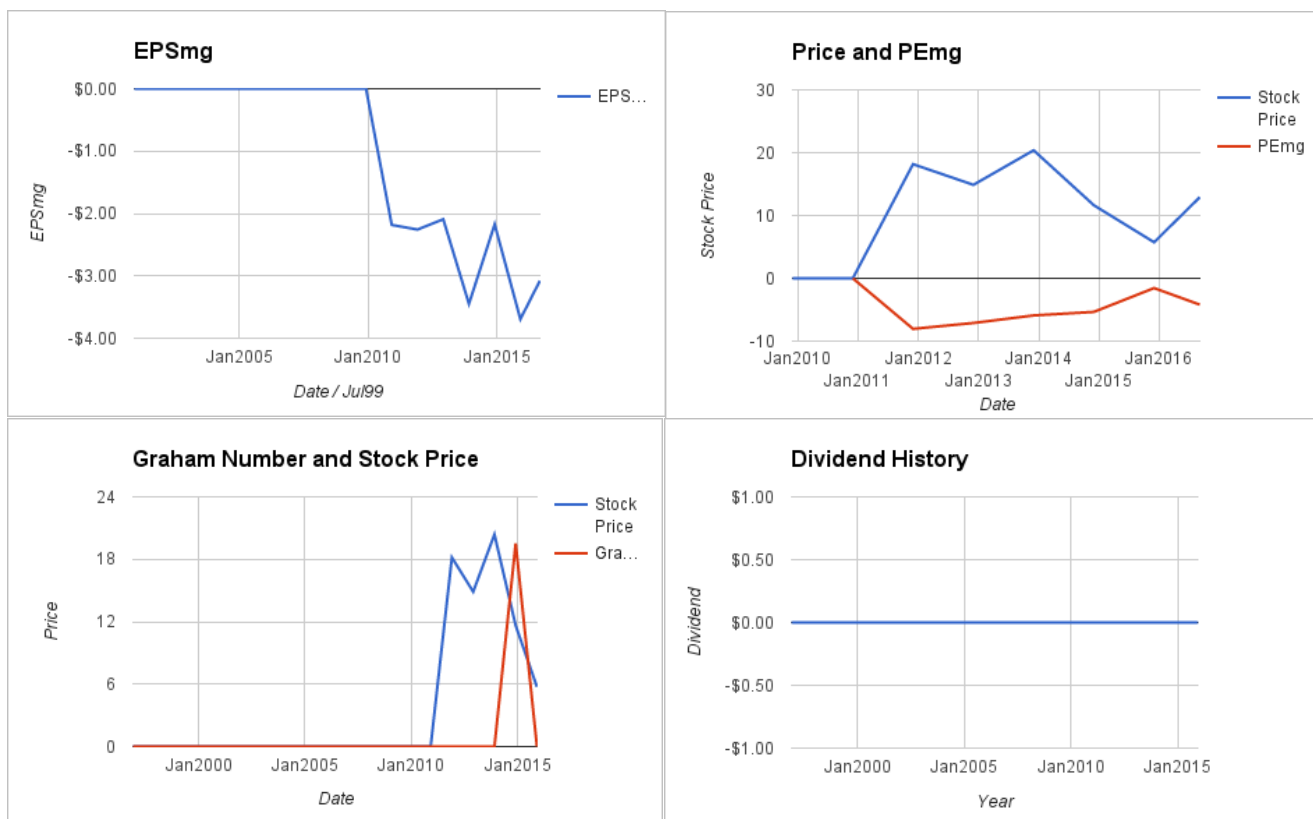 EPSmg
$0.00
-$1.00
-$2.00
-$3.00
-$4.00
EPSmg
Jan2005
Jan2010
Jan2015
Date / Jul99
EPS...
Price and PEmg
30
20
10
0
-10
Stock Price
Jan2010
Jan2011
Jan2012
Jan2013
Jan2014
Jan2015
Jan2016
Date
Stock
Price
PEmg
Graham Number and Stock Price
24
18
12
6
0
Price
Jan2000
Jan2005
Jan2010
Jan2015
Date
Stock
Price
Gra...
Dividend History
$1.00
$0.50
$0.00
-$0.50
-$1.00
Dividend
Jan2000
Jan2005
Jan2010
Jan2015
Year